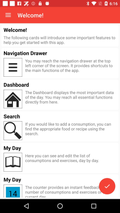 6:16
Welcome!
Welcome!
The following cards will introduce some important features to
help you get started with this app.
Navigation Drawer
You may reach the navigation drawer at the top
left corner of the screen. It provides shortcuts to
the main functions of the app.
Dashboard
The Dashboard displays the most important data
of the day. You may reach all essential functions
directly from here.
Search
If you would like to add a consumption, you can
find the appropriate food or recipe using the
search.
My Day
Here you can see and edit the list of
consumptions and exercises, day by day.
My Day
14
The counter provides an instant feedback
number of consumptions and exercises